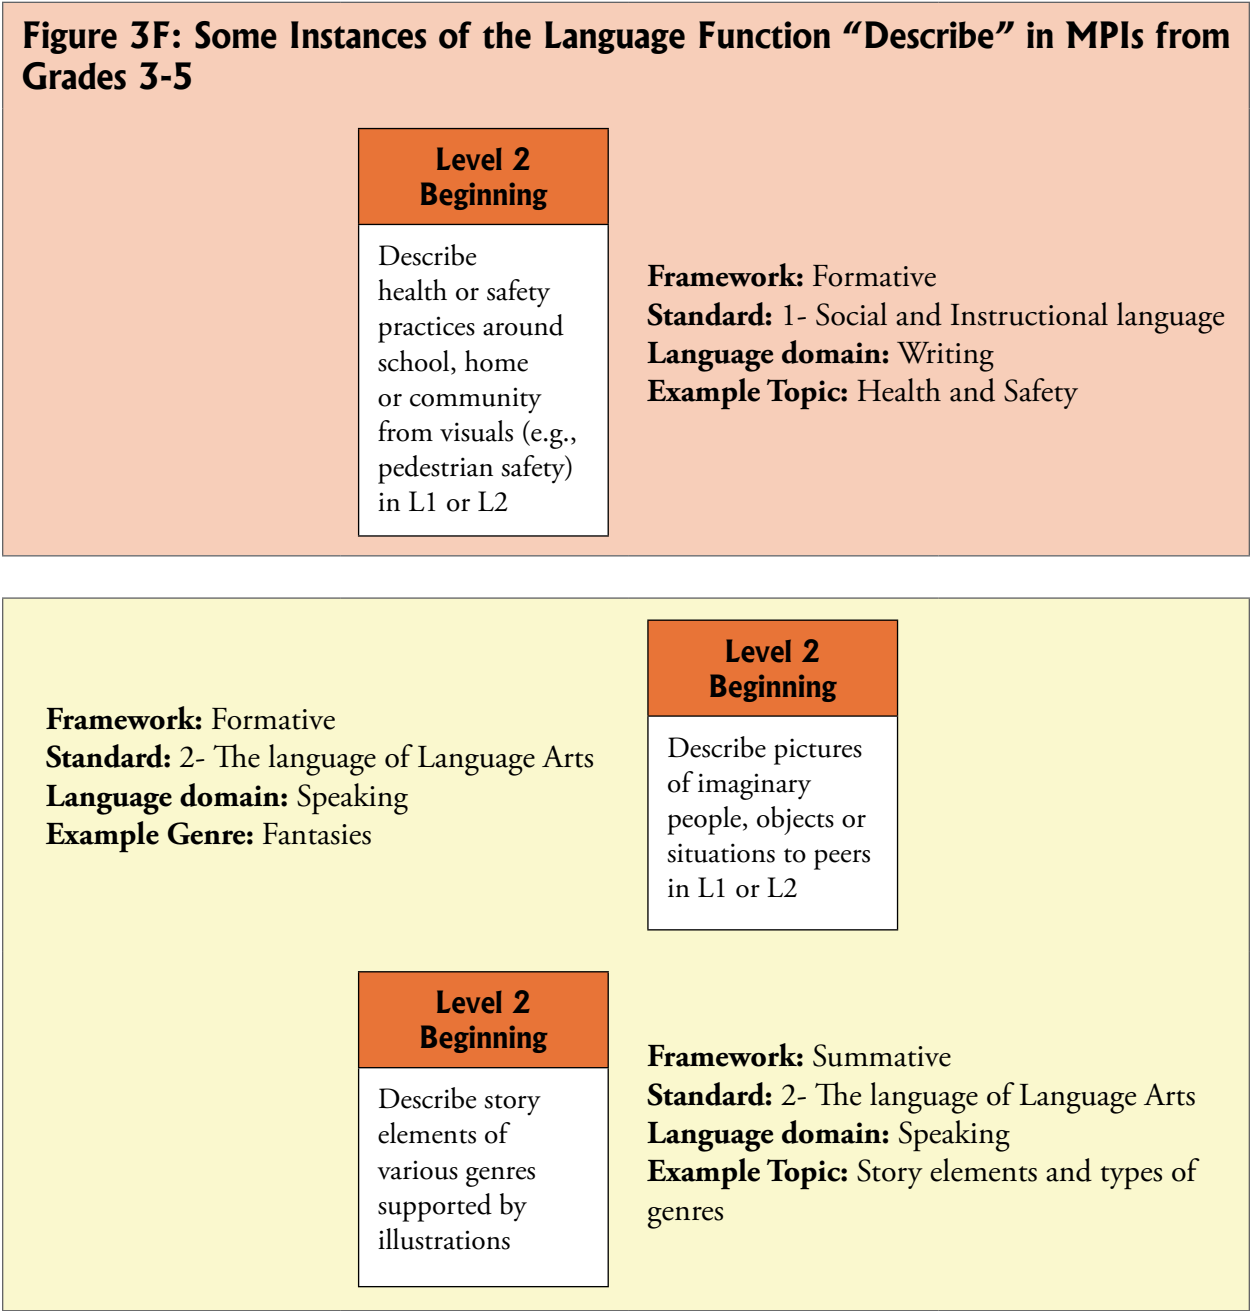 Figure 3F: Some Instances of the Language Function “Describe” in MPIs from
Grades 3-5
Level 2
Beginning
Describe
health or safety
practices around
school, home
or community
from visuals (e.g.,
pedestrian safety)
in L1 or L2
Framework: Formative
Standard: 1- Social and Instructional language
Language domain: Writing
Example Topic: Health and Safety
Framework: Formative
Standard: 2- The language of Language Arts
Language domain: Speaking
Example Genre: Fantasies
Level 2
Beginning
Describe pictures
of imaginary
people, objects or
situations to peers
in L1 or L2
Level 2
Beginning
Describe story
elements of
various genres
supported by
illustrations
Framework: Summative
Standard: 2- The language of Language Arts
Language domain: Speaking
Example Topic: Story elements and types of
genres